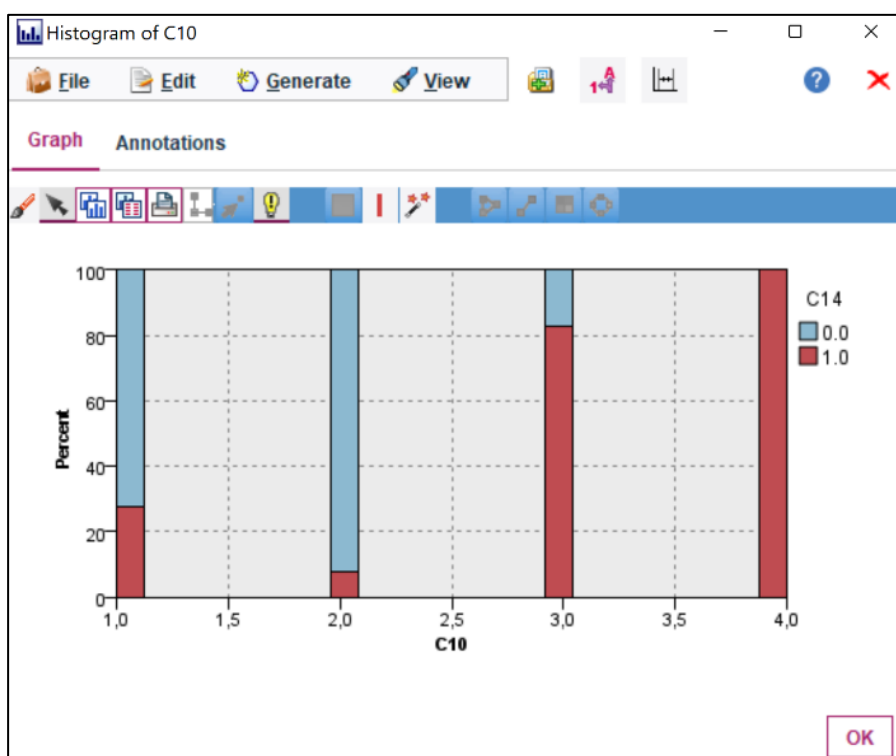 Histogram of C10
File Edit Generate View
Graph Annotations
100
80
60
40
20
0
Percent
1,0 1,5 2,0 2,5 3,0 3,5 4,0
C10
C14
0.0
1.0
OK